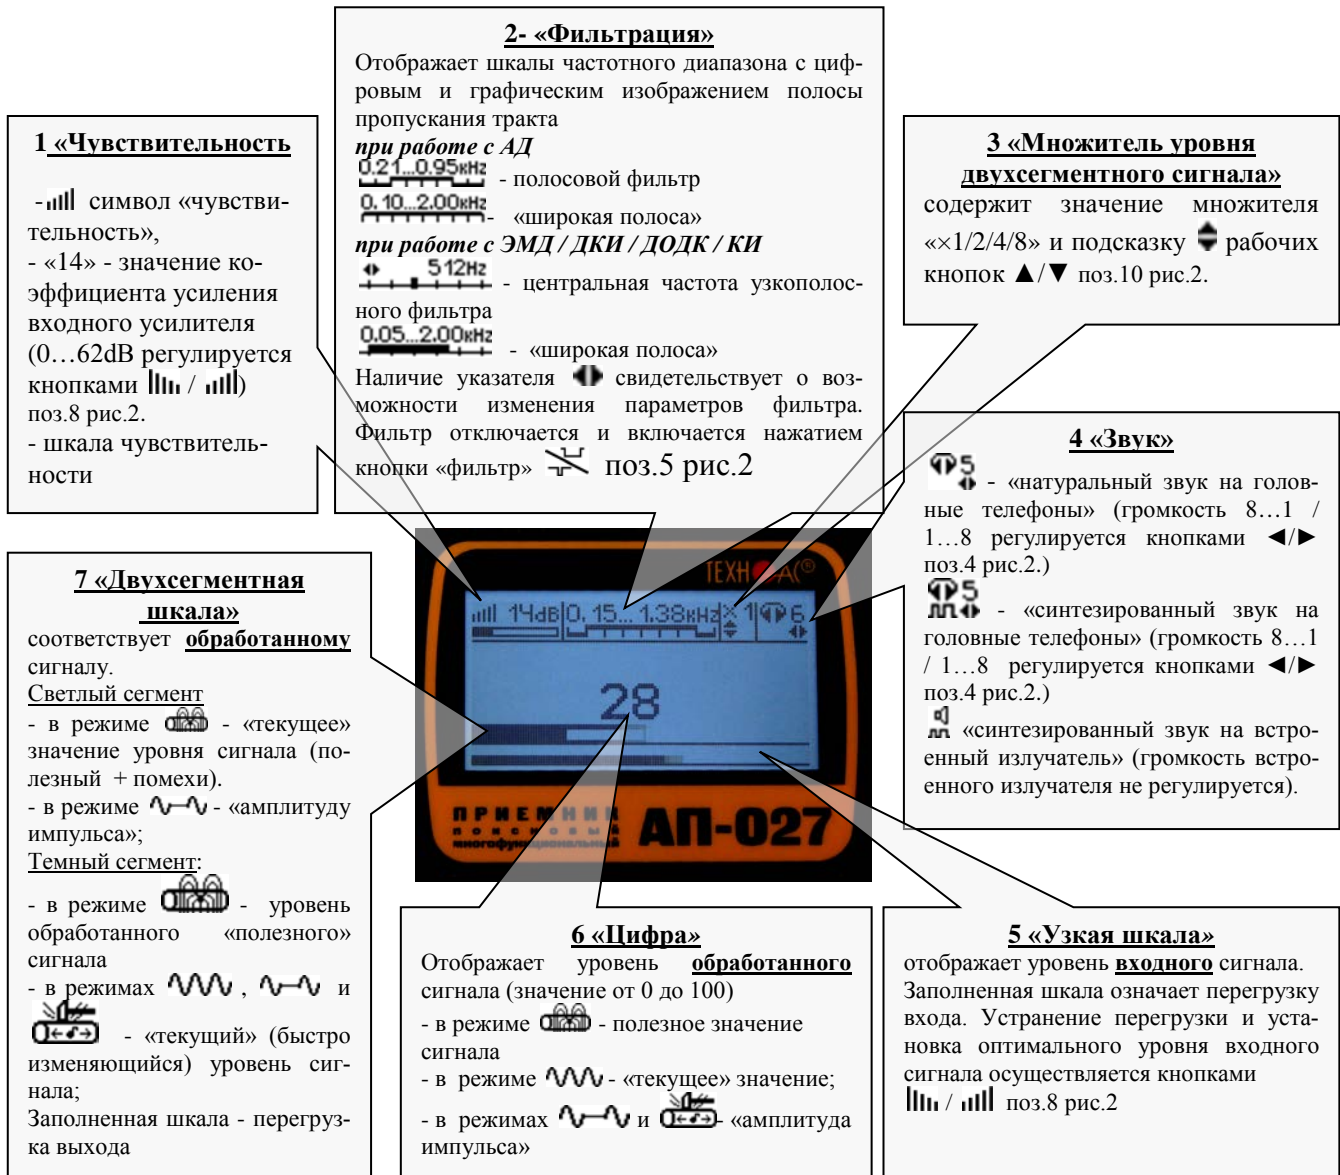 2- «Фильтрация»
Отображает шкалы частотного диапазона с циф-
ровым и графическим изображением полосы
пропускания тракта
при работе с АД
0.21...0.95кHz - полосовой фильтр
0.10...2.00кHz - «широкая полоса»
при работе с ЭМД / ДКИ / ДОДК / КИ
512Hz - центральная частота узкополос-
ного фильтра
0.05...2.00кHz - «широкая полоса»
Наличие указателя свидетельствует о воз-
можности изменения параметров фильтра.
Фильтр отключается и включается нажатием
кнопки «фильтр» поз.5 рис.2
1 «Чувствительность
- символ «чувстви-
тельность»,
- «14» - значение ко-
эффициента усиления
входного усилителя
(0…62dB регулируется
кнопками / )
поз.8 рис.2.
- шкала чувствитель-
ности
3 «Множитель уровня
двухсегментного сигнала»
содержит значение множителя
«×1/2/4/8» и подсказку рабочих
кнопок ▲/▼ поз.10 рис.2.
4 «Звук»
5 - «натуральный звук на голов-
ные телефоны» (громкость 8…1 /
1…8 регулируется кнопками ◄/►
поз.4 рис.2.)
5 - «синтезированный звук на
головные телефоны» (громкость 8…1
/ 1…8 регулируется кнопками ◄/►
поз.4 рис.2.)
«синтезированный звук на встро-
енный излучатель» (громкость встро-
енного излучателя не регулируется).
7 «Двухсегментная
шкала»
соответствует обработанному
сигналу.
Светлый сегмент
- в режиме - «текущее»
значение уровня сигнала (по-
лезный + помехи).
- в режиме - «амплитуду
импульса»;
Темный сегмент:
- в режиме - уровень
обработанного «полезного»
сигнала
- в режимах , и
- «текущий» (быстро
изменяющийся) уровень сиг-
нала;
Заполненная шкала - перегруз-
ка выхода
ТЕХНО-АС®
14dB 0.15...1.38кHz × 1 6
28
ПРИЕМНИК
поисковый
многофункциональный
АП-027
6 «Цифра»
Отображает уровень обработанного
сигнала (значение от 0 до 100)
- в режиме - полезное значение
сигнала
- в режиме - «текущее» значение;
- в режимах и - «амплитуда
импульса»
5 «Узкая шкала»
отображает уровень входного сигнала.
Заполненная шкала означает перегрузку
входа. Устранение перегрузки и уста-
новка оптимального уровня входного
сигнала осуществляется кнопками
/ поз.8 рис.2